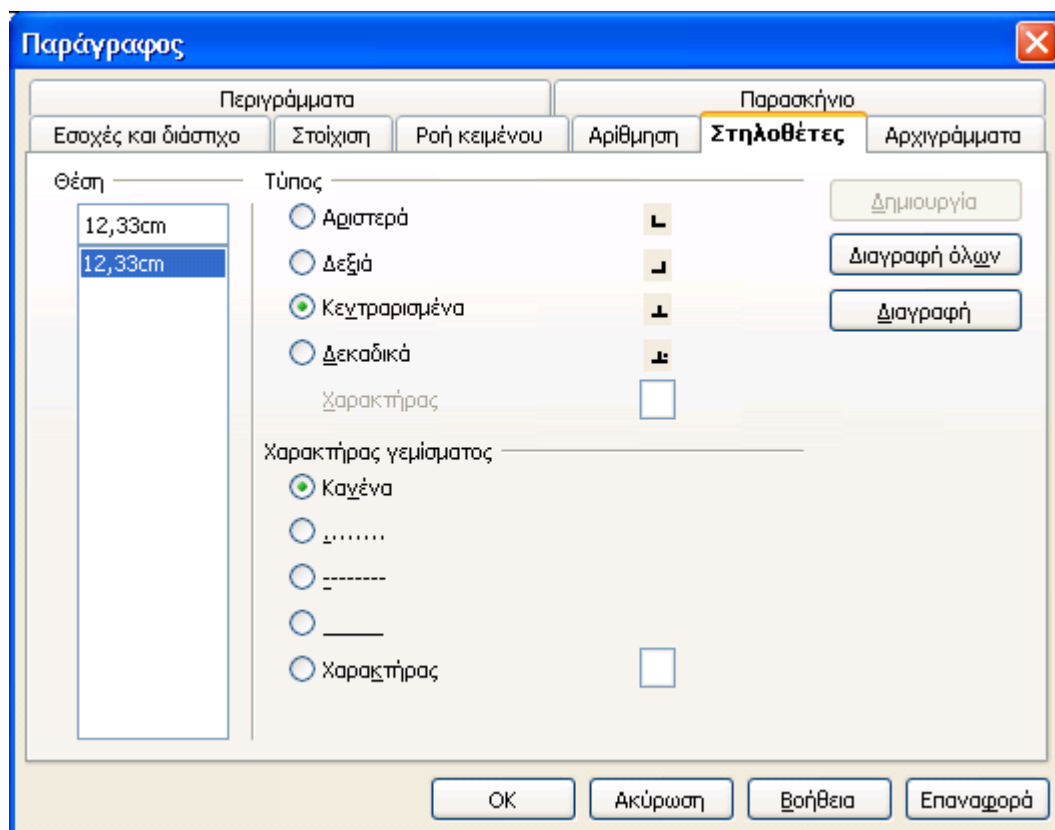 Παράγραφος
Περιγράμματα Παρασκήνιο
Εσοχές και διάστιχο Στοίχιση Ροή κειμένου Αρίθμηση Στηλοθέτες Αρχιγράμματα
Θέση Τύπος
12,33cm
12,33cm
Αριστερά
Δεξιά
Κεντραρισμένα
Δεκαδικά
Χαρακτήρας
Δημιουργία
Διαγραφή όλων
Διαγραφή
Χαρακτήρας γεμίσματος
Κανένα
........
--------
______
Χαρακτήρας
OK Ακύρωση Βοήθεια Επαναφορά